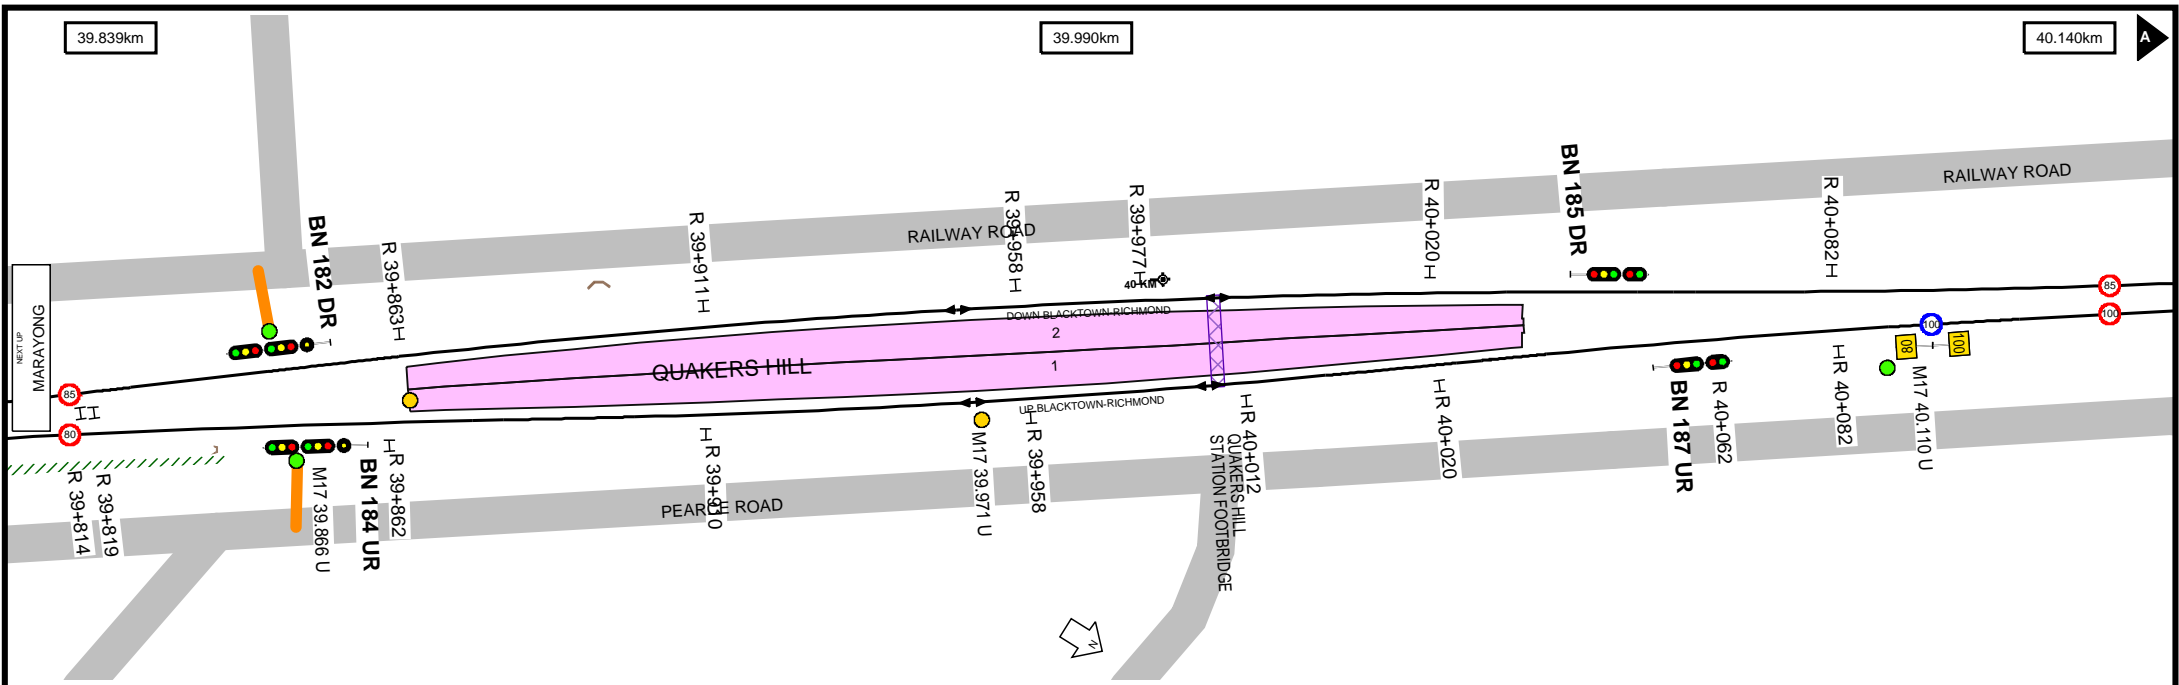 39.839km
39.990km
40.140km
A
RAILWAY ROAD
RAILWAY ROAD
BN 182 DR
R 39+863
R 39+911
R 39+958
R 39+977
40 KM
R 40+020
BN 185 DR
R 40+082
85
100
NEXT UP
MARAYONG
85
80
DOWN BLACKTOWN-RICHMOND
2
QUAKERS HILL
1
UP BLACKTOWN-RICHMOND
100
80
100
R 39+814
R 39+819
M17 39.866 U
BN 184 UR
R 39+862
R 39+910
PEARCE ROAD
M17 39.971 U
R 39+958
QUAKERS HILL
STATION FOOTBRIDGE
R 40+012
R 40+020
BN 187 UR
R 40+062
R 40+082
M17 40.110 U
N